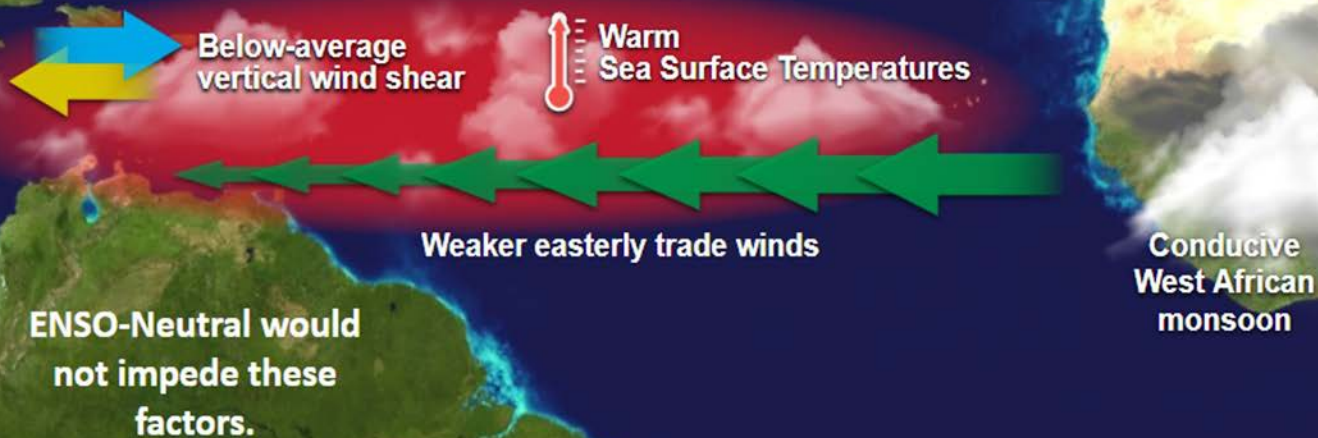 Below-average
vertical wind shear
Warm
Sea Surface Temperatures
Weaker easterly trade winds
Conducive
West African
monsoon
ENSO-Neutral would
not impede these
factors.